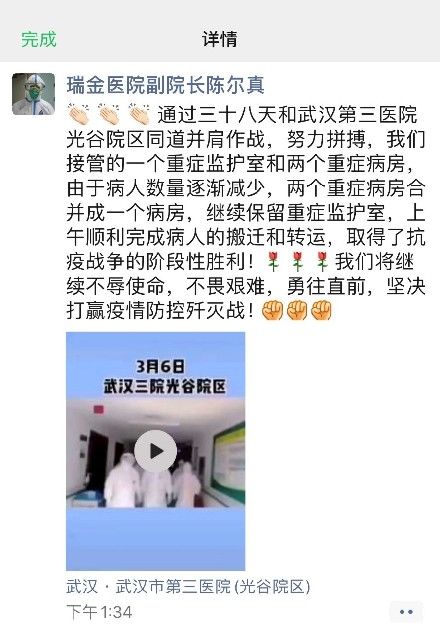 完成 详情
瑞金医院副院长陈尔真
👏🏻👏🏻👏🏻通过三十八天和武汉第三医院
光谷院区同道并肩作战，努力拼搏，我们
接管的一个重症监护室和两个重症病房，
由于病人数量逐渐减少，两个重症病房合
并成一个病房，继续保留重症监护室，上
午顺利完成病人的搬迁和转运，取得了抗
疫战争的阶段性胜利！🌹🌹🌹我们将继
续不辱使命，不畏艰难，勇往直前，坚决
打赢疫情防控歼灭战！✊✊✊
3月6日
武汉三院光谷院区
武汉·武汉市第三医院(光谷院区)
下午1:34